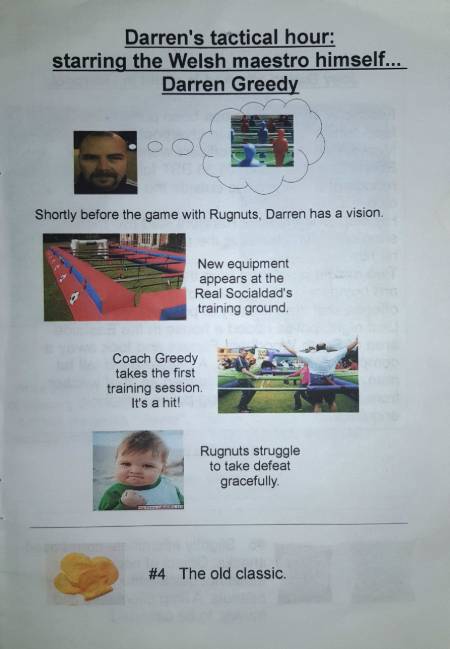 Darren's tactical hour:
starring the Welsh maestro himself...
Darren Greedy
Shortly before the game with Rugnuts, Darren has a vision.
New equipment
appears at the
Real Socialdad's
training ground.
Coach Greedy
takes the first
training session.
It's a hit!
Rugnuts struggle
to take defeat
gracefully.
#4 The old classic.